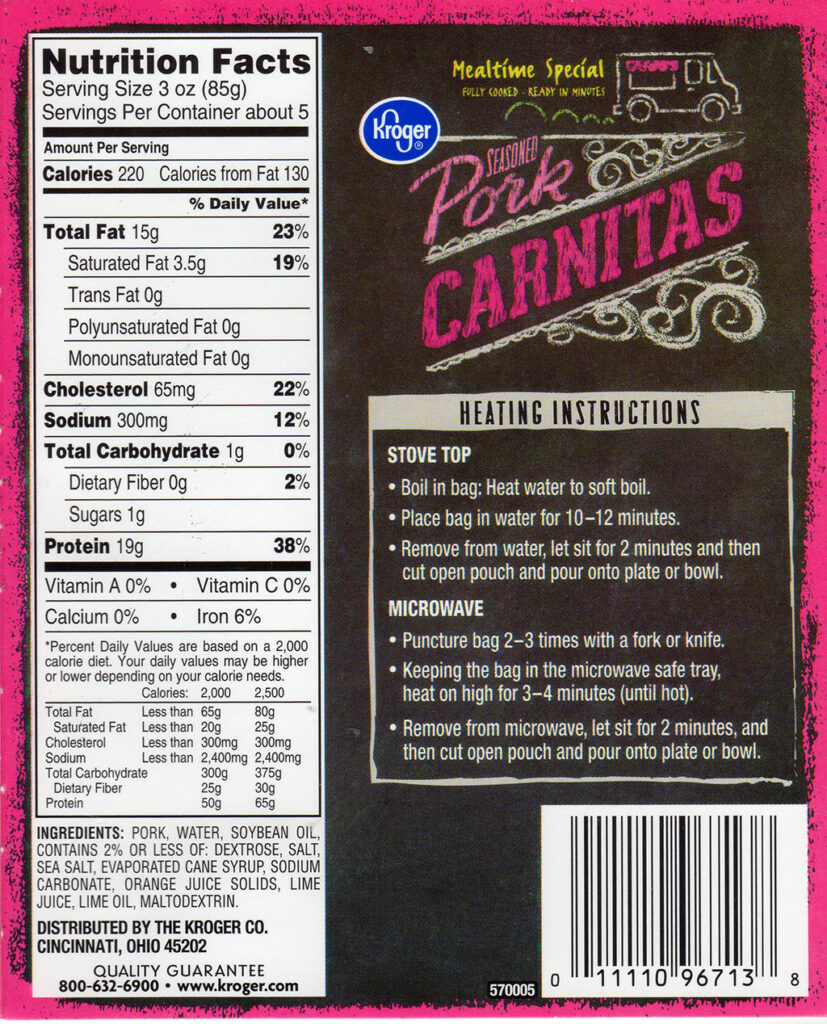 Nutrition Facts
Serving Size 3 oz (85g)
Servings Per Container about 5
Amount Per Serving
Calories 220 Calories from Fat 130
% Daily Value*
Total Fat 15g 23%
Saturated Fat 3.5g 19%
Trans Fat 0g
Polyunsaturated Fat 0g
Monounsaturated Fat 0g
Cholesterol 65mg 22%
Sodium 300mg 12%
Total Carbohydrate 1g 0%
Dietary Fiber 0g 2%
Sugars 1g
Protein 19g 38%
Vitamin A 0% • Vitamin C 0%
Calcium 0% • Iron 6%
*Percent Daily Values are based on a 2,000
calorie diet. Your daily values may be higher
or lower depending on your calorie needs.
Calories: 2,000 2,500
Total Fat Less than 65g 80g
Saturated Fat Less than 20g 25g
Cholesterol Less than 300mg 300mg
Sodium Less than 2,400mg 2,400mg
Total Carbohydrate 300g 375g
Dietary Fiber 25g 30g
Protein 50g 65g
INGREDIENTS: PORK, WATER, SOYBEAN OIL,
CONTAINS 2% OR LESS OF: DEXTROSE, SALT,
SEA SALT, EVAPORATED CANE SYRUP, SODIUM
CARBONATE, ORANGE JUICE SOLIDS, LIME
JUICE, LIME OIL, MALTODEXTRIN.
DISTRIBUTED BY THE KROGER CO.
CINCINNATI, OHIO 45202
QUALITY GUARANTEE
800-632-6900 • www.kroger.com
Mealtime Special
FULLY COOKED - READY IN MINUTES
Kroger®
SEASONED
Pork
CARNITAS
HEATING INSTRUCTIONS
STOVE TOP
• Boil in bag: Heat water to soft boil.
• Place bag in water for 10–12 minutes.
• Remove from water, let sit for 2 minutes and then
cut open pouch and pour onto plate or bowl.
MICROWAVE
• Puncture bag 2–3 times with a fork or knife.
• Keeping the bag in the microwave safe tray,
heat on high for 3–4 minutes (until hot).
• Remove from microwave, let sit for 2 minutes, and
then cut open pouch and pour onto plate or bowl.
570005
0 11110 96713 8